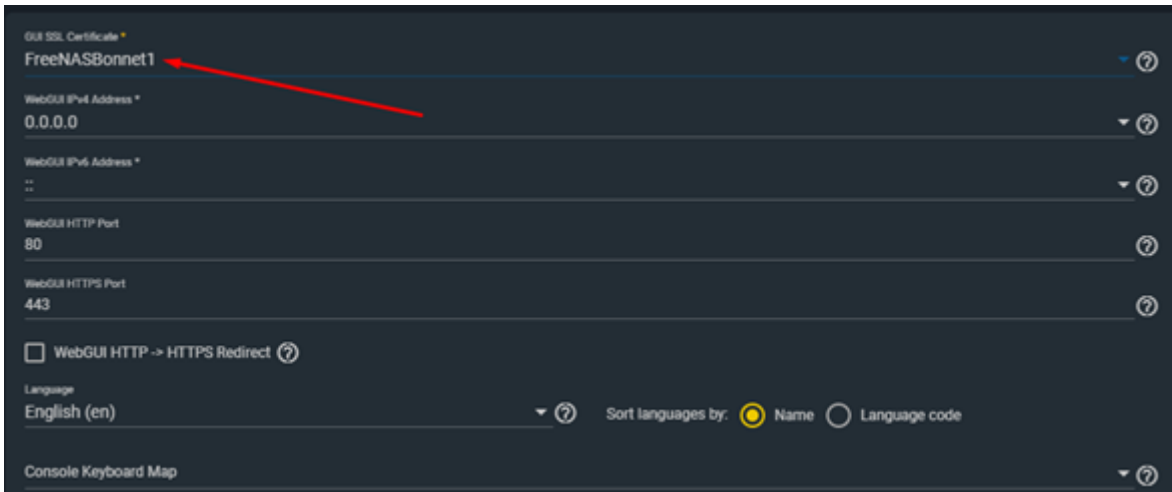 GUI SSL Certificate *
FreeNASBonnet1
WebGUI IPv4 Address *
0.0.0.0
WebGUI IPv6 Address *
::
WebGUI HTTP Port
80
WebGUI HTTPS Port
443
WebGUI HTTP -> HTTPS Redirect
Language
English (en) Sort languages by: Name Language code
Console Keyboard Map